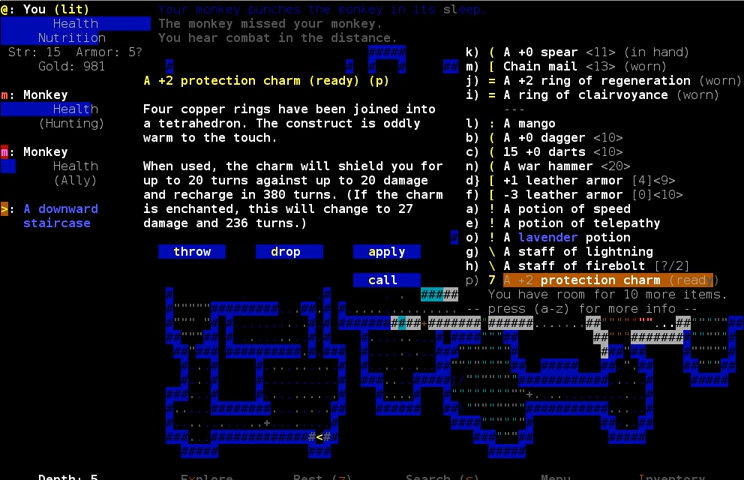 @: You (lit)
Your monkey punches the monkey in its sleep.
Health
The monkey missed your monkey.
Nutrition
You hear combat in the distance.
Str: 15 Armor: 5?
Gold: 981
k) ( A +0 spear <11> (in hand)
m) [ Chain mail <13> (worn)
A +2 protection charm (ready) (p)
j) = A +2 ring of regeneration (worn)
m: Monkey
i) = A ring of clairvoyance (worn)
Health
(Hunting)
Four copper rings have been joined into
a tetrahedron. The construct is oddly
warm to the touch.
---
l) : A mango
b) ( A +0 dagger <10>
m: Monkey
c) ( 15 +0 darts <10>
Health
(Ally)
When used, the charm will shield you for
up to 20 turns against up to 20 damage
and recharge in 380 turns. (If the charm
is enchanted, this will change to 27
damage and 236 turns.)
n) ( A war hammer <20>
d} [ +1 leather armor [4]<9>
f) [ -3 leather armor [0]<10>
>: A downward
staircase
a) ! A potion of speed
e) ! A potion of telepathy
o) ! A lavender potion
throw drop apply
g) \ A staff of lightning
h) \ A staff of firebolt [?/2]
call
p) 7 A +2 protection charm (ready)
You have room for 10 more items.
-- press (a-z) for more info --
Depth: 5 Explore Rest (z) Search (s) Menu Inventory